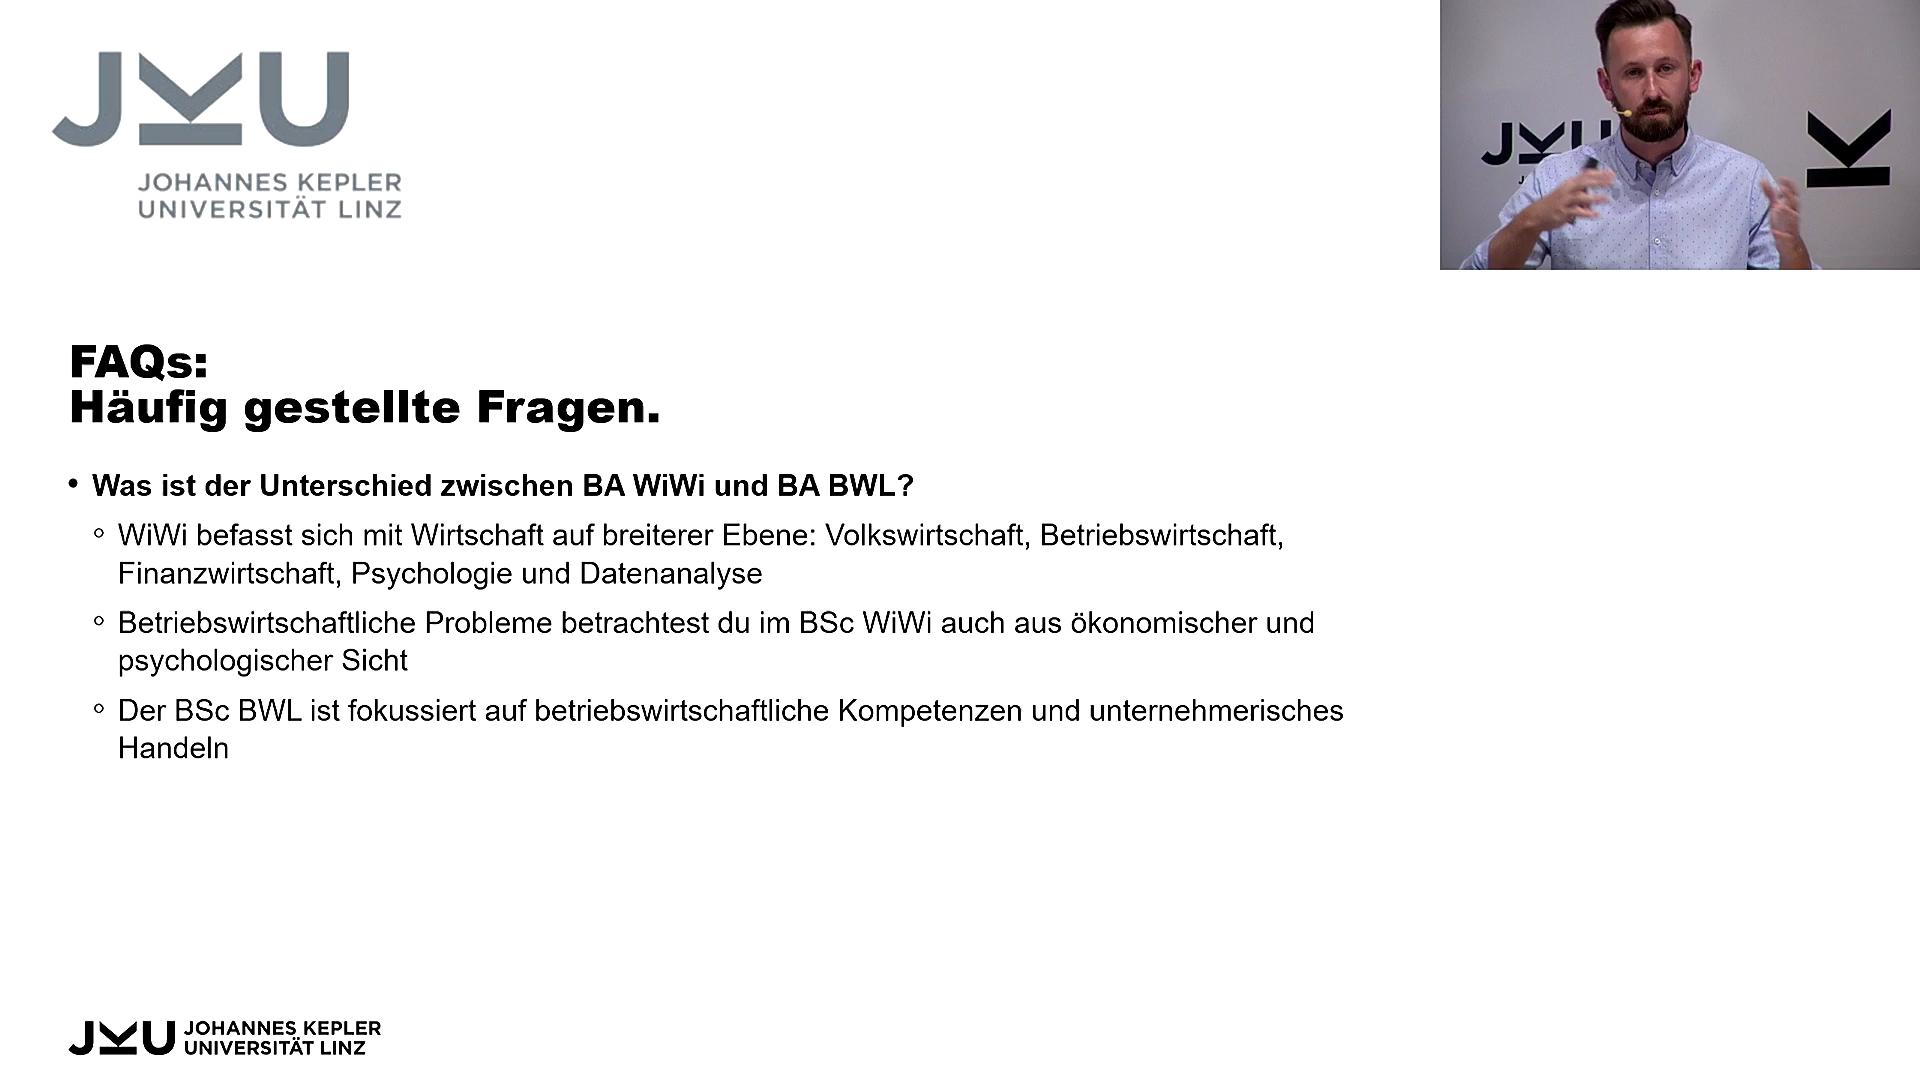 JKU
JOHANNES KEPLER
UNIVERSITÄT LINZ
JKU
K
FAQs:
Häufig gestellte Fragen.
• Was ist der Unterschied zwischen BA WiWi und BA BWL?
◦ WiWi befasst sich mit Wirtschaft auf breiterer Ebene: Volkswirtschaft, Betriebswirtschaft,
Finanzwirtschaft, Psychologie und Datenanalyse
◦ Betriebswirtschaftliche Probleme betrachtest du im BSc WiWi auch aus ökonomischer und
psychologischer Sicht
◦ Der BSc BWL ist fokussiert auf betriebswirtschaftliche Kompetenzen und unternehmerisches
Handeln
JKU JOHANNES KEPLER
UNIVERSITÄT LINZ